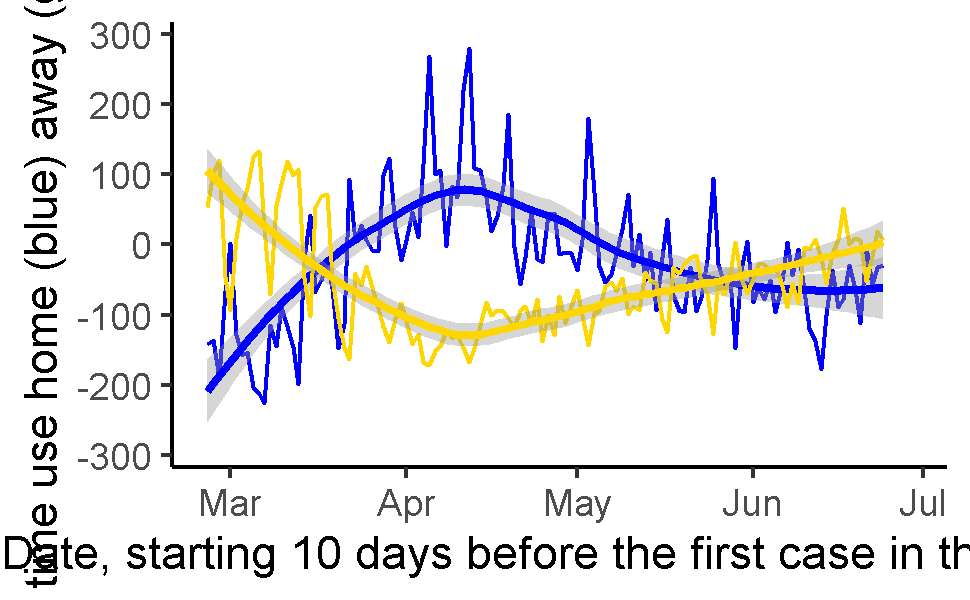 time use home (blue) away (
300
200
100
0
-100
-200
-300
Mar Apr May Jun Jul
Date, starting 10 days before the first case in th